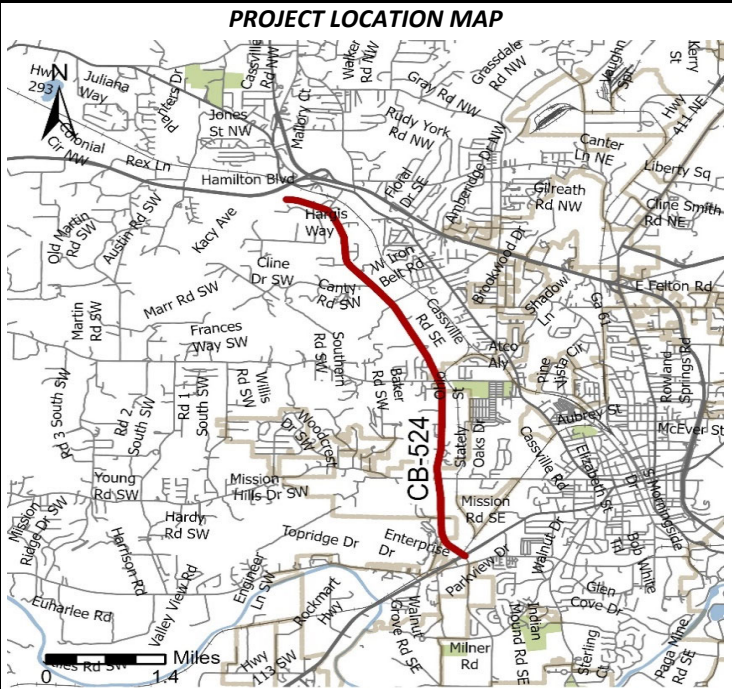 PROJECT LOCATION MAP
Hwy
293
N
Juliana
Way
Cassville
Rd NW
Walker
Rd NW
Grassdale
Rd NW
Vaughn
Hwy
411 NE
Gray Rd NW
Mallory Ct
Jones
St NW
Rudy York
Rd NW
Colonial
Cir NW
Rex Ln
Canter
Ln NE
Liberty Sq
Hamilton Blvd
Floral
Dr SE
Amberidge Dr NW
Gilreath
Rd NW
Cline Smith
Rd NE
Old Martin
Rd SW
Austin Rd SW
Kacy Ave
Harris
Way
W Iron
Belt Rd
Brookwood Dr
Cline
Dr SW
Canty
Rd SW
E Felton Rd
Marr Rd SW
Cassville
Rd SE
Shadow
Ln
Ga 61
Martin
Rd SW
Frances
Way SW
Southern
Rd SW
Atco
Aly
Rowland
Springs Rd
Baker
Rd SW
Ohio
St
Pine
Vista Cir
Rd 3 South SW
Rd 2
South SW
Rd 1
South SW
Willis
Rd SW
Woodcrest
Dr SW
CB-524
Stately
Oaks Dr
Aubrey St
McEver St
Cassville Rd
Elizabeth St
S Morningside
Dr
Young
Rd SW
Mission
Hills Dr SW
Mission
Rd SE
Mission
Ridge Dr SW
Hardy
Rd SW
Harrison Rd
Topridge Dr
Enterprise
Dr
Parkview Dr
Walnut Dr
Bob White
Trl
Euharlee Rd
Valley View Rd
Engineer
Ln SW
Rockmart
Hwy
Walnut
Grove Rd SE
Glen
Cove Dr
Indian
Mound Rd SE
Hwy
113 SW
Milner
Rd
Sterling
Ct
Paga Mine
Rd SE
Rd SW
Miles
0
1.4